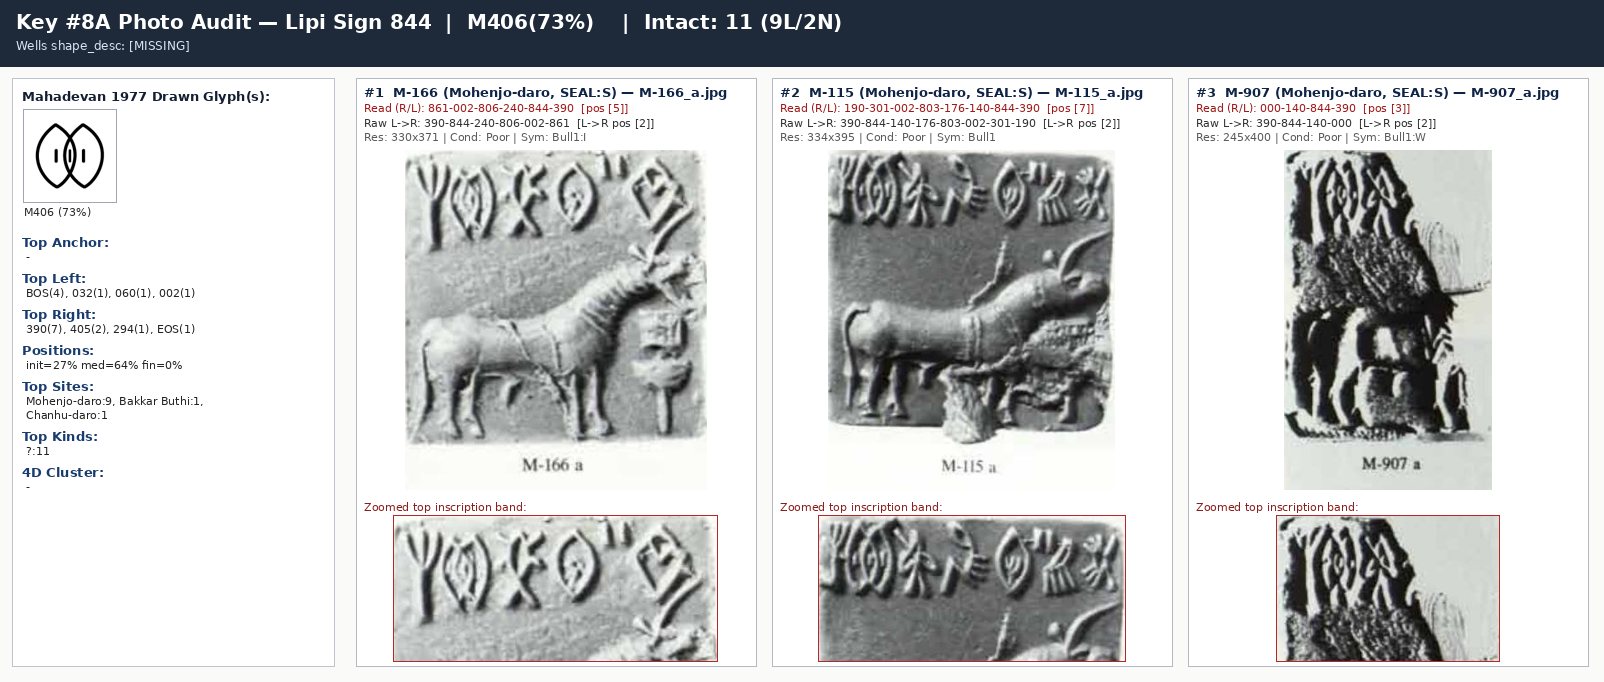 Key #8A Photo Audit — Lipi Sign 844 | M406(73%) | Intact: 11 (9L/2N)
Wells shape_desc: [MISSING]
Mahadevan 1977 Drawn Glyph(s):
M406 (73%)
Top Anchor:
-
Top Left:
BOS(4), 032(1), 060(1), 002(1)
Top Right:
390(7), 405(2), 294(1), EOS(1)
Positions:
init=27% med=64% fin=0%
Top Sites:
Mohenjo-daro:9, Bakkar Buthi:1,
Chanhu-daro:1
Top Kinds:
?:11
4D Cluster:
-
#1 M-166 (Mohenjo-daro, SEAL:S) — M-166_a.jpg
Read (R/L): 861-002-806-240-844-390 [pos [5]]
Raw L->R: 390-844-240-806-002-861 [L->R pos [2]]
Res: 330x371 | Cond: Poor | Sym: Bull1:I
M-166 a
Zoomed top inscription band:
#2 M-115 (Mohenjo-daro, SEAL:S) — M-115_a.jpg
Read (R/L): 190-301-002-803-176-140-844-390 [pos [7]]
Raw L->R: 390-844-140-176-803-002-301-190 [L->R pos [2]]
Res: 334x395 | Cond: Poor | Sym: Bull1
M-115 a
Zoomed top inscription band:
#3 M-907 (Mohenjo-daro, SEAL:S) — M-907_a.jpg
Read (R/L): 000-140-844-390 [pos [3]]
Raw L->R: 390-844-140-000 [L->R pos [2]]
Res: 245x400 | Cond: Poor | Sym: Bull1:W
M-907 a
Zoomed top inscription band: